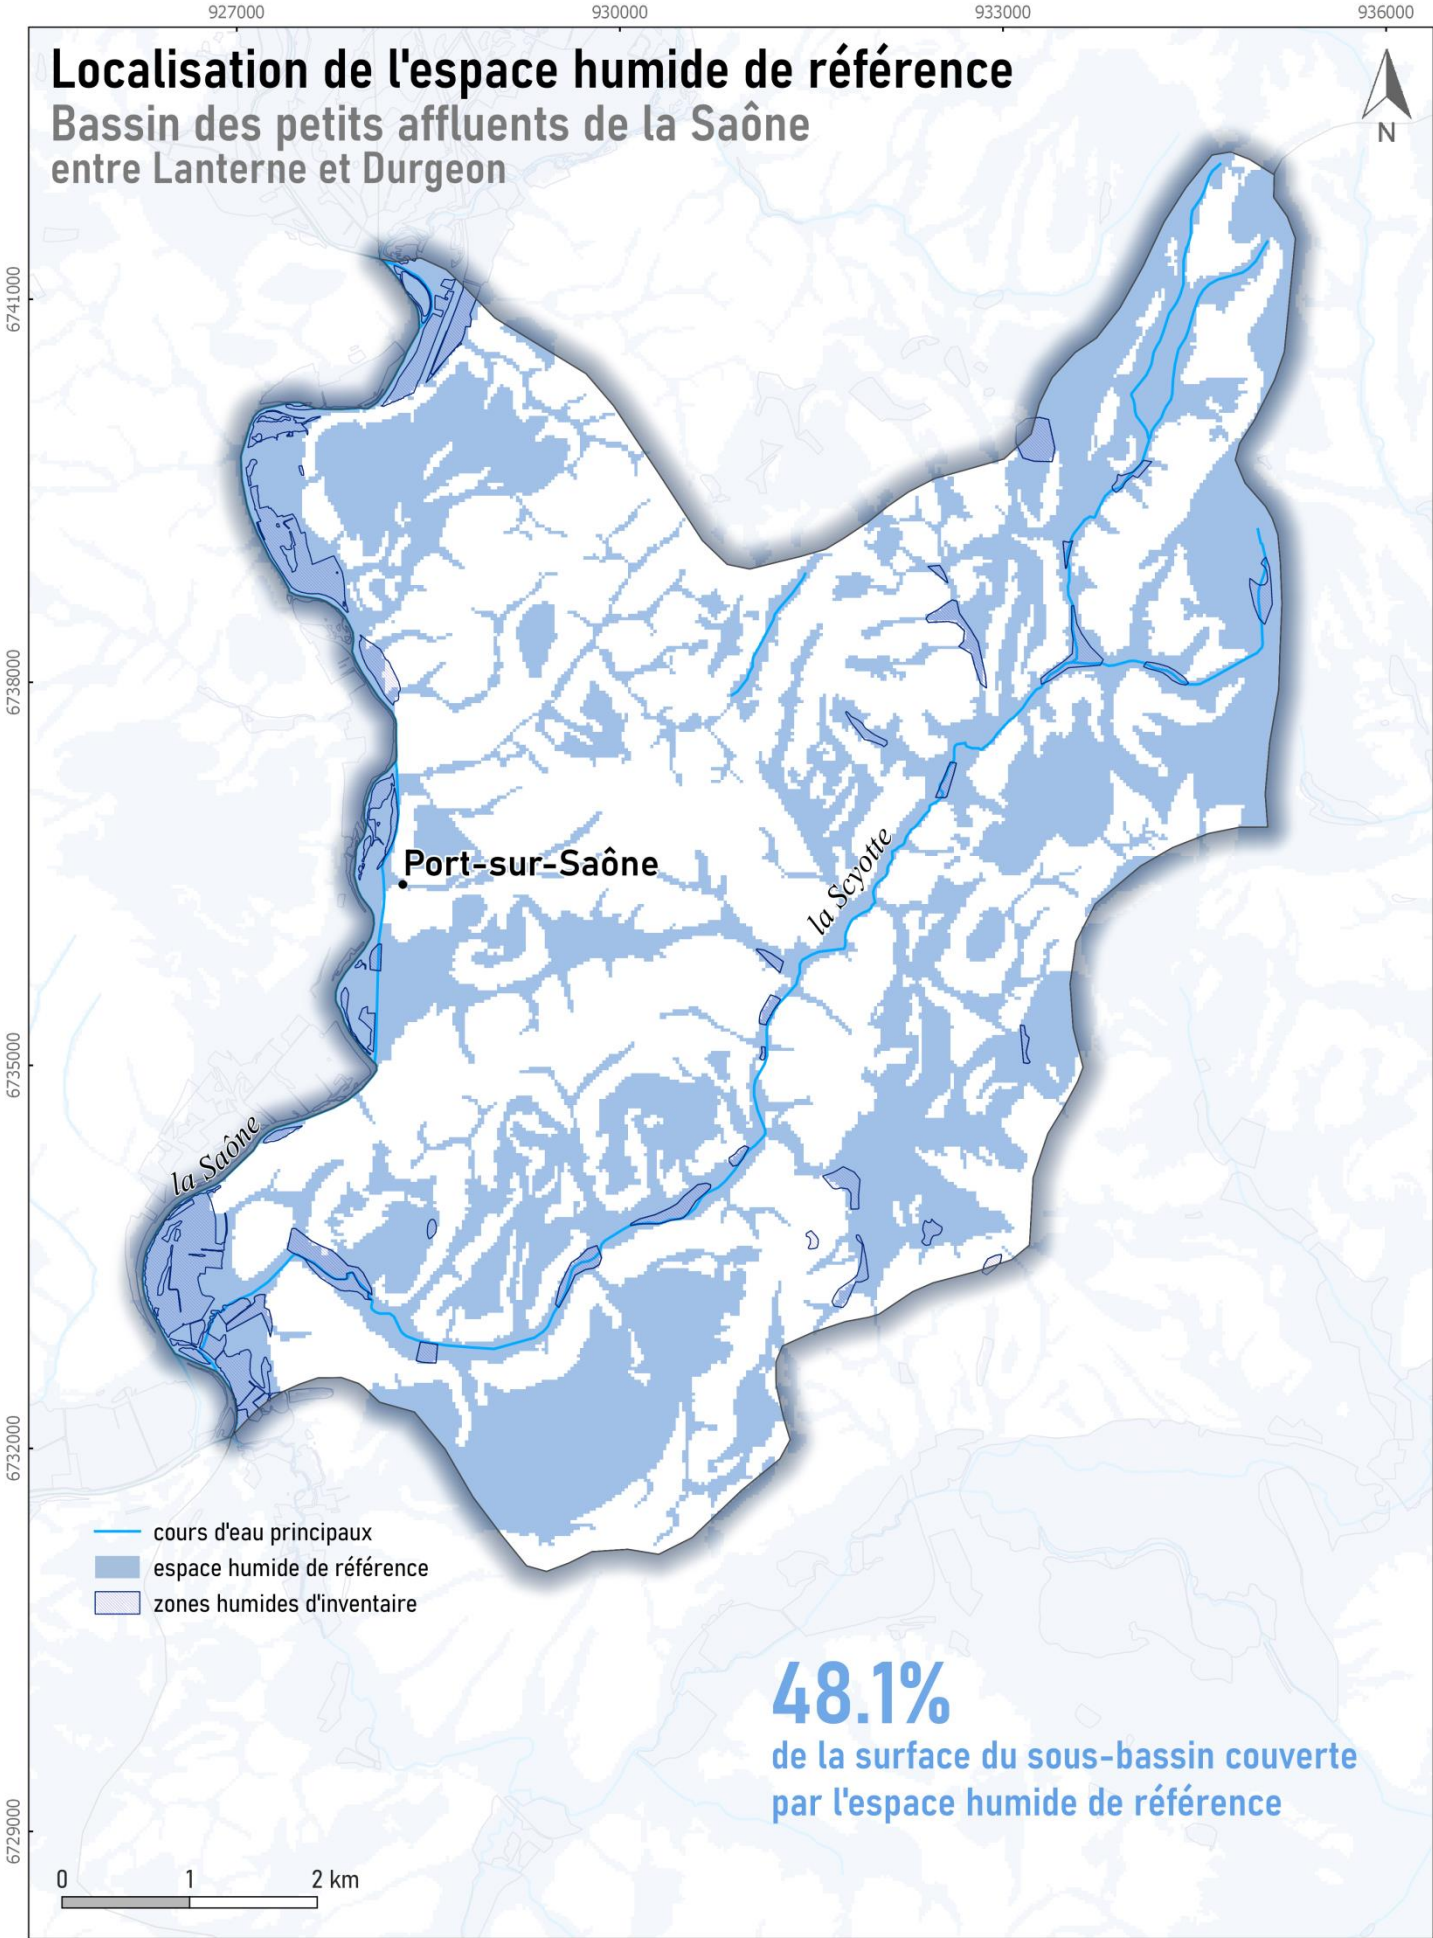 927000
930000
933000
936000
Localisation de l'espace humide de référence
Bassin des petits affluents de la Saône
entre Lanterne et Durgeon
N
6741000
6738000
Port-sur-Saône
la Scyotte
6735000
la Saône
6732000
cours d'eau principaux
espace humide de référence
zones humides d'inventaire
48.1%
de la surface du sous-bassin couverte
par l'espace humide de référence
6729000
0 1 2 km